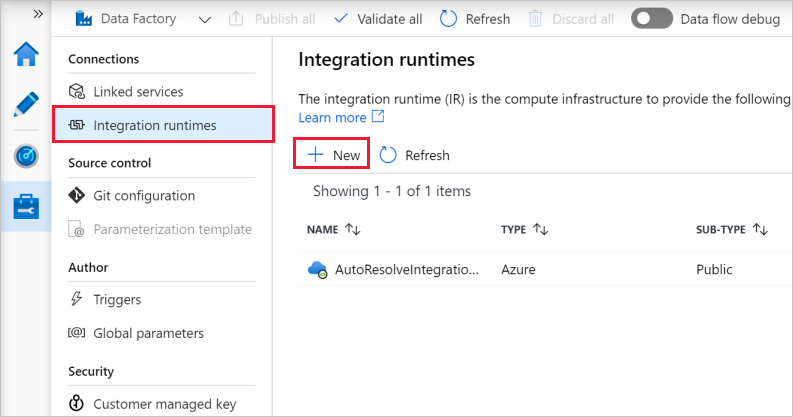 »
Data Factory
Publish all
Validate all
Refresh
Discard all
Data flow debug
Connections
Linked services
Integration runtimes
Source control
Git configuration
Parameterization template
Author
Triggers
Global parameters
Security
Customer managed key
Integration runtimes
The integration runtime (IR) is the compute infrastructure to provide the following
Learn more
New
Refresh
Showing 1 - 1 of 1 items
NAME TYPE SUB-TYPE
AutoResolveIntegratio... Azure Public